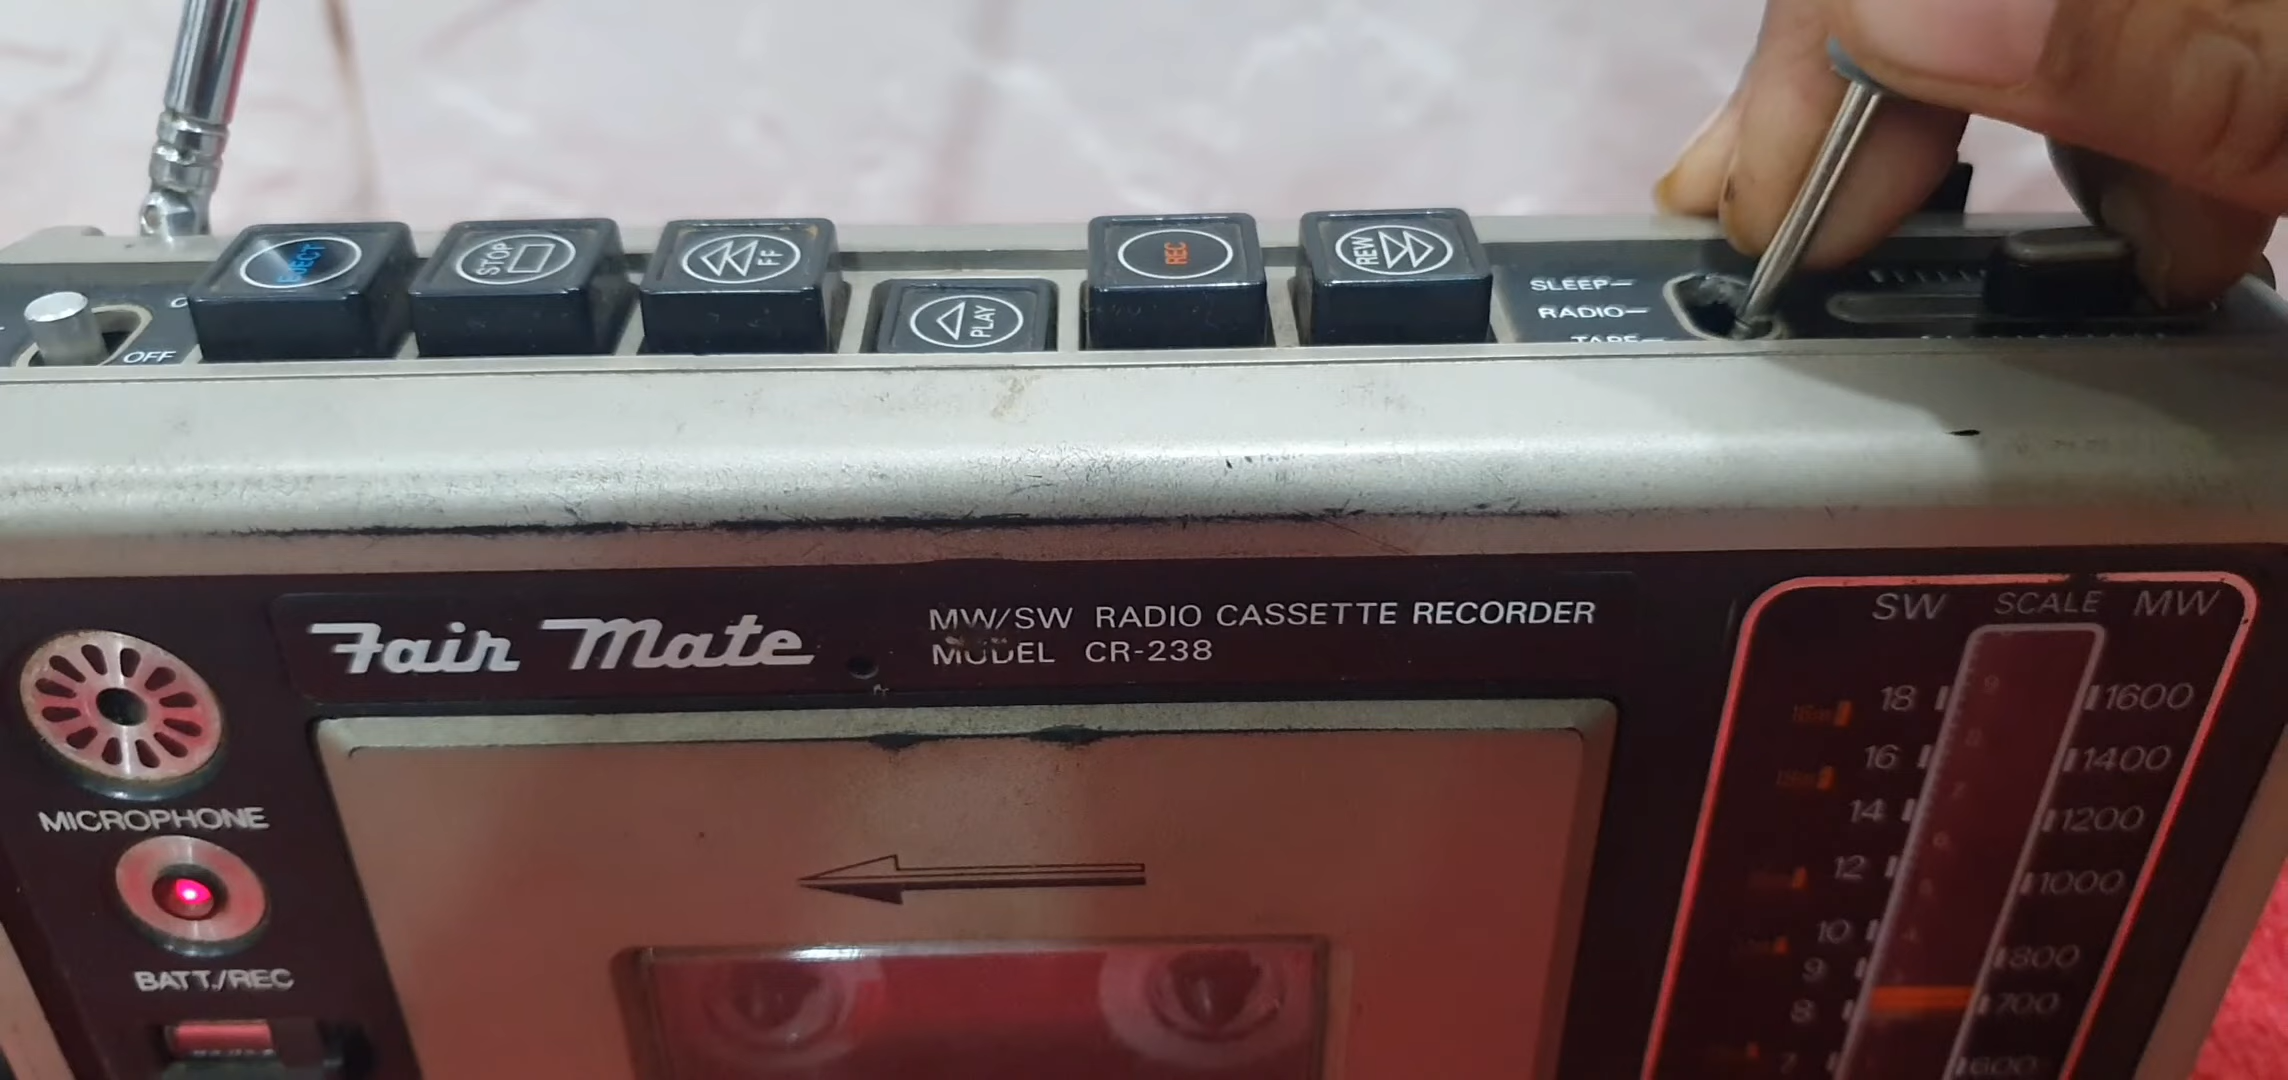 EJECT
STOP
FF
PLAY
REC
REW
SLEEP
RADIO
TAPE
OFF
Fair Mate
MW/SW RADIO CASSETTE RECORDER
MODEL CR-238
MICROPHONE
BATT./REC
SW SCALE MW
18 1600
16 1400
14 1200
12 1000
10 800
9
8 700
7 600